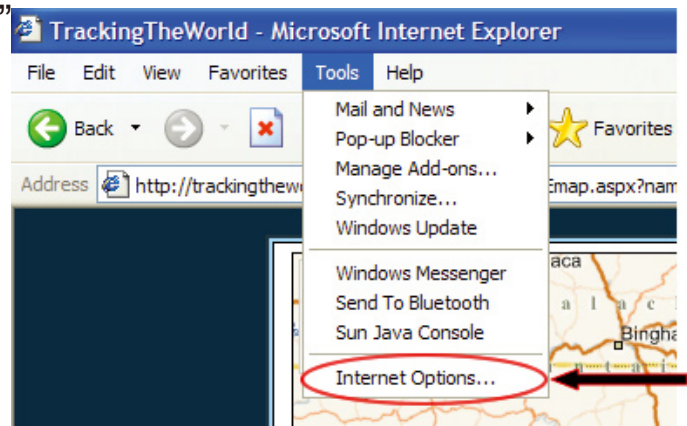 ”
TrackingTheWorld - Microsoft Internet Explorer
File Edit View Favorites Tools Help
Back Favorites
Mail and News
Pop-up Blocker
Manage Add-ons...
Synchronize...
Windows Update
Windows Messenger
Send To Bluetooth
Sun Java Console
Internet Options...
Address http://trackingthew
map.aspx?nam
aca
a l a c
Bingha